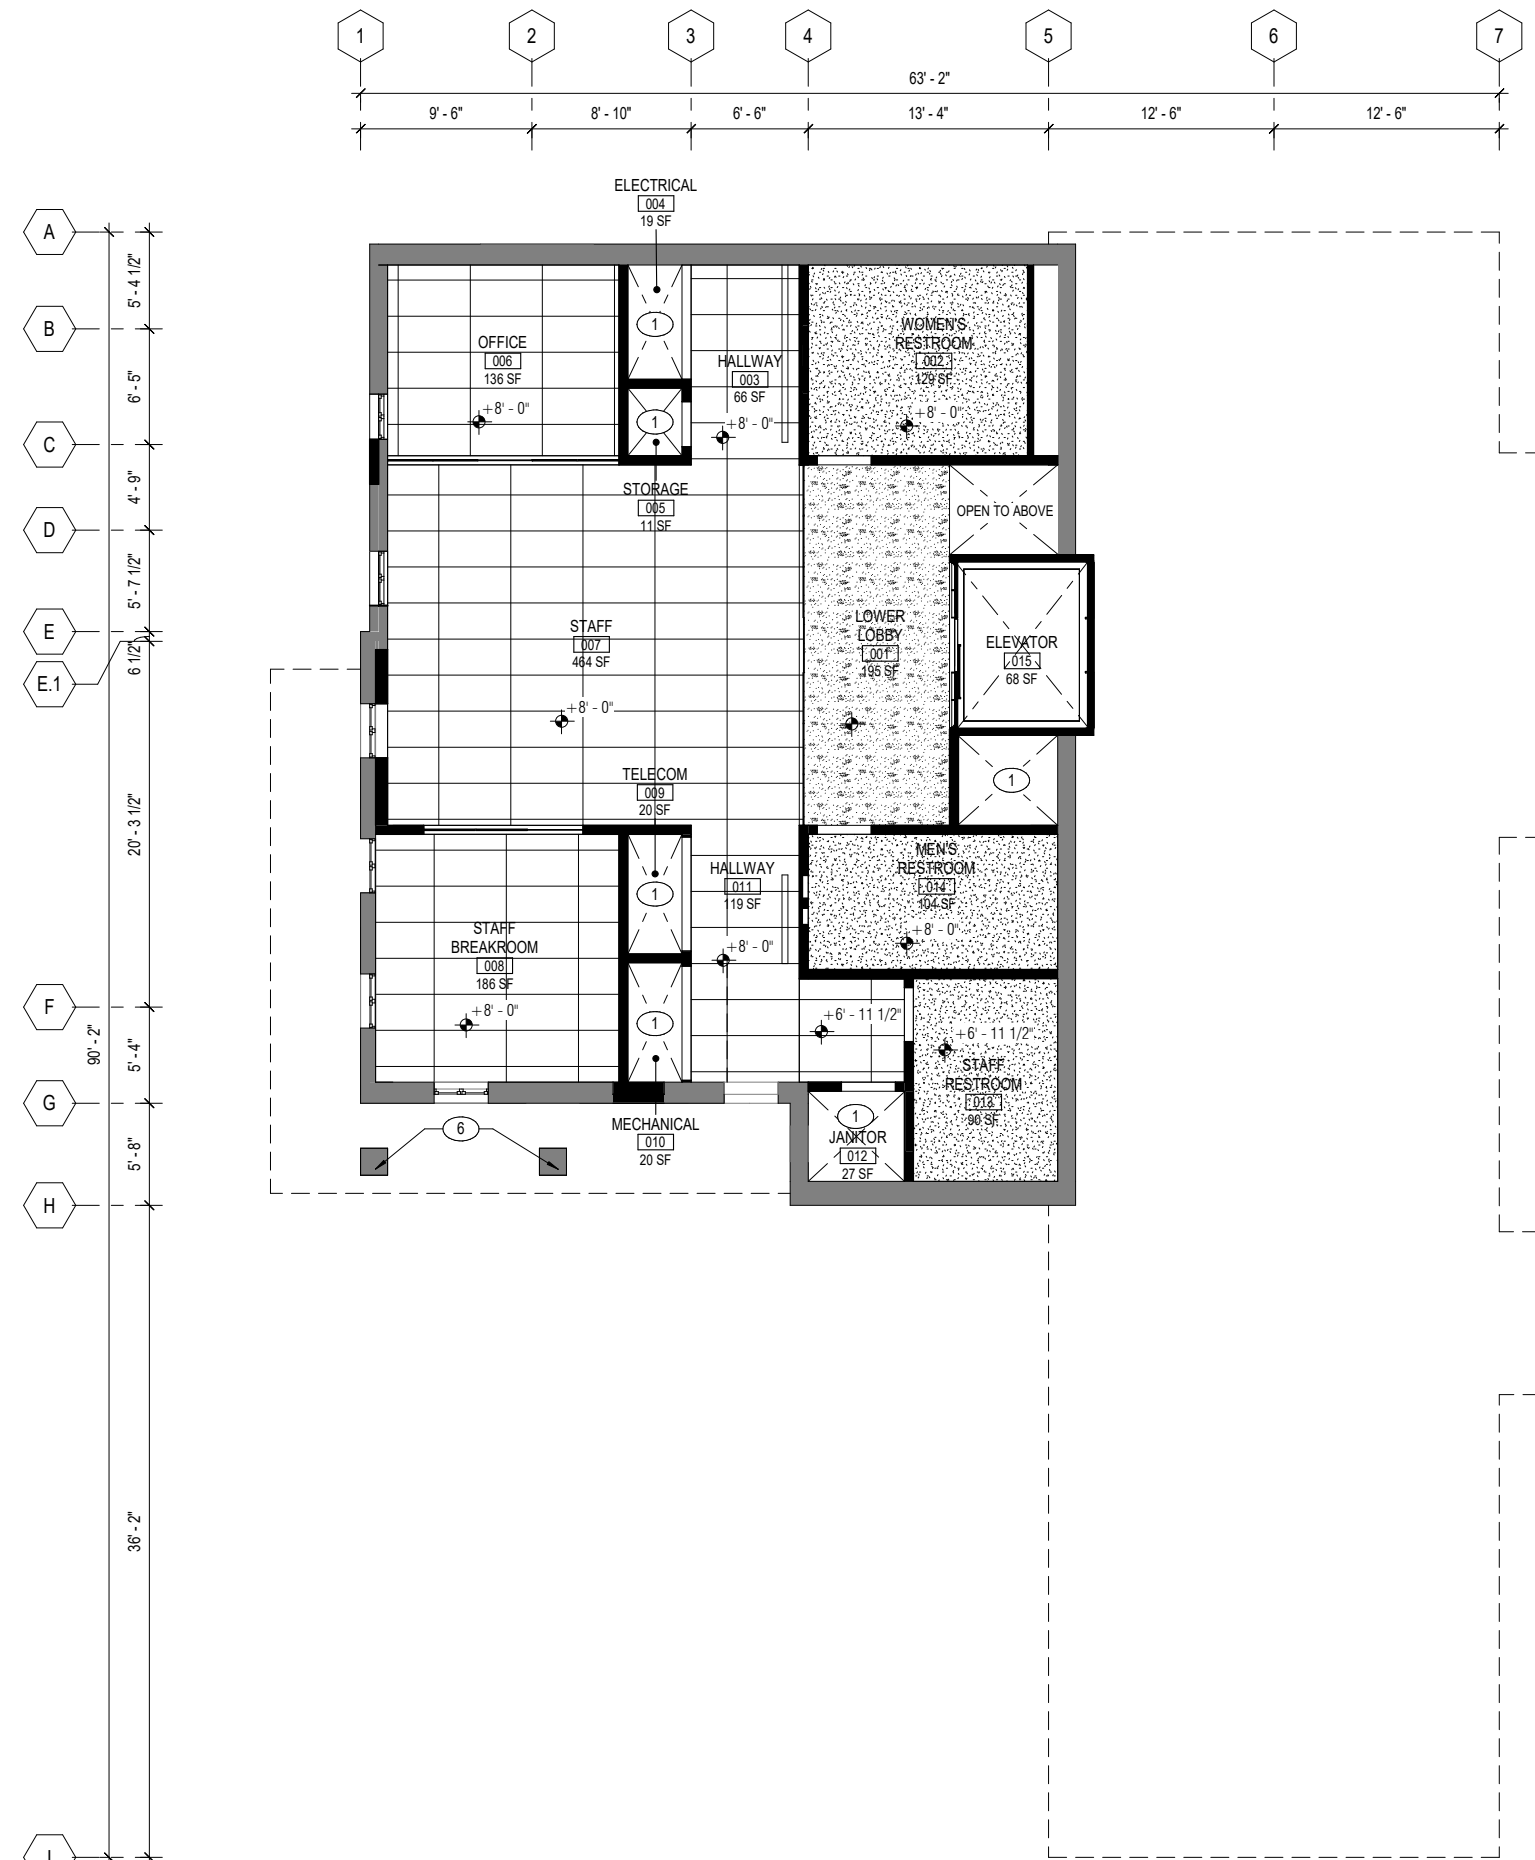 1 2 3 4 5 6 7
63' - 2"
9' - 6" 8' - 10" 6' - 6" 13' - 4" 12' - 6" 12' - 6"
A
5' - 4 1/2"
B
6' - 5"
C
4' - 9"
D
5' - 7 1/2"
E
6 1/2"
E.1
20' - 3 1/2"
F
90' - 2"
5' - 4"
G
5' - 8"
H
36' - 2"
ELECTRICAL
004
19 SF
1
OFFICE
006
136 SF
+8' - 0"
1
HALLWAY
003
66 SF
+8' - 0"
WOMEN'S
RESTROOM
002
129 SF
+8' - 0"
STORAGE
005
11 SF
OPEN TO ABOVE
STAFF
007
464 SF
+8' - 0"
LOWER
LOBBY
001
195 SF
ELEVATOR
015
68 SF
1
TELECOM
009
20 SF
1
HALLWAY
011
119 SF
+8' - 0"
MEN'S
RESTROOM
014
104 SF
+8' - 0"
STAFF
BREAKROOM
008
186 SF
+8' - 0"
1
+6' - 11 1/2"
+6' - 11 1/2"
STAFF
RESTROOM
013
90 SF
6
MECHANICAL
010
20 SF
1
JANITOR
012
27 SF